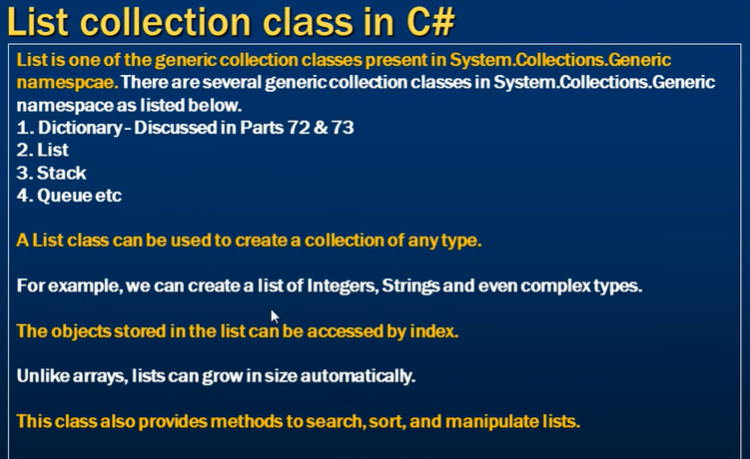 List collection class in C#
List is one of the generic collection classes present in System.Collections.Generic
namespcae. There are several generic collection classes in System.Collections.Generic
namespace as listed below.
1. Dictionary - Discussed in Parts 72 & 73
2. List
3. Stack
4. Queue etc
A List class can be used to create a collection of any type.
For example, we can create a list of Integers, Strings and even complex types.
The objects stored in the list can be accessed by index.
Unlike arrays, lists can grow in size automatically.
This class also provides methods to search, sort, and manipulate lists.